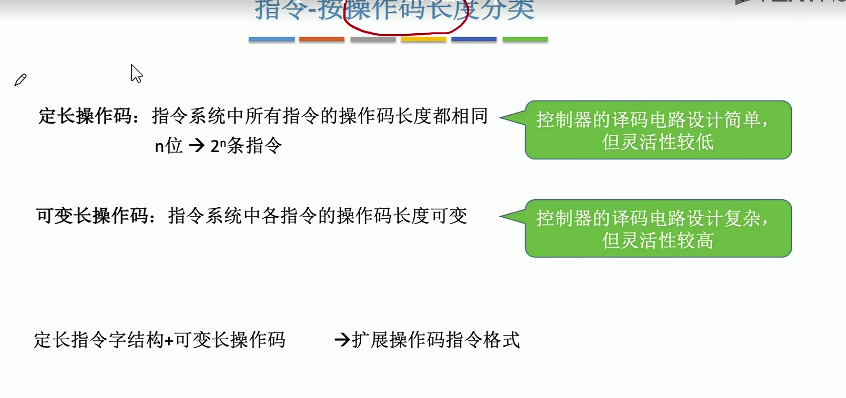 指令-按操作码长度分类
定长操作码：指令系统中所有指令的操作码长度都相同
n位 → 2ⁿ条指令
控制器的译码电路设计简单，
但灵活性较低
可变长操作码：指令系统中各指令的操作码长度可变
控制器的译码电路设计复杂，
但灵活性较高
定长指令字结构+可变长操作码 →扩展操作码指令格式